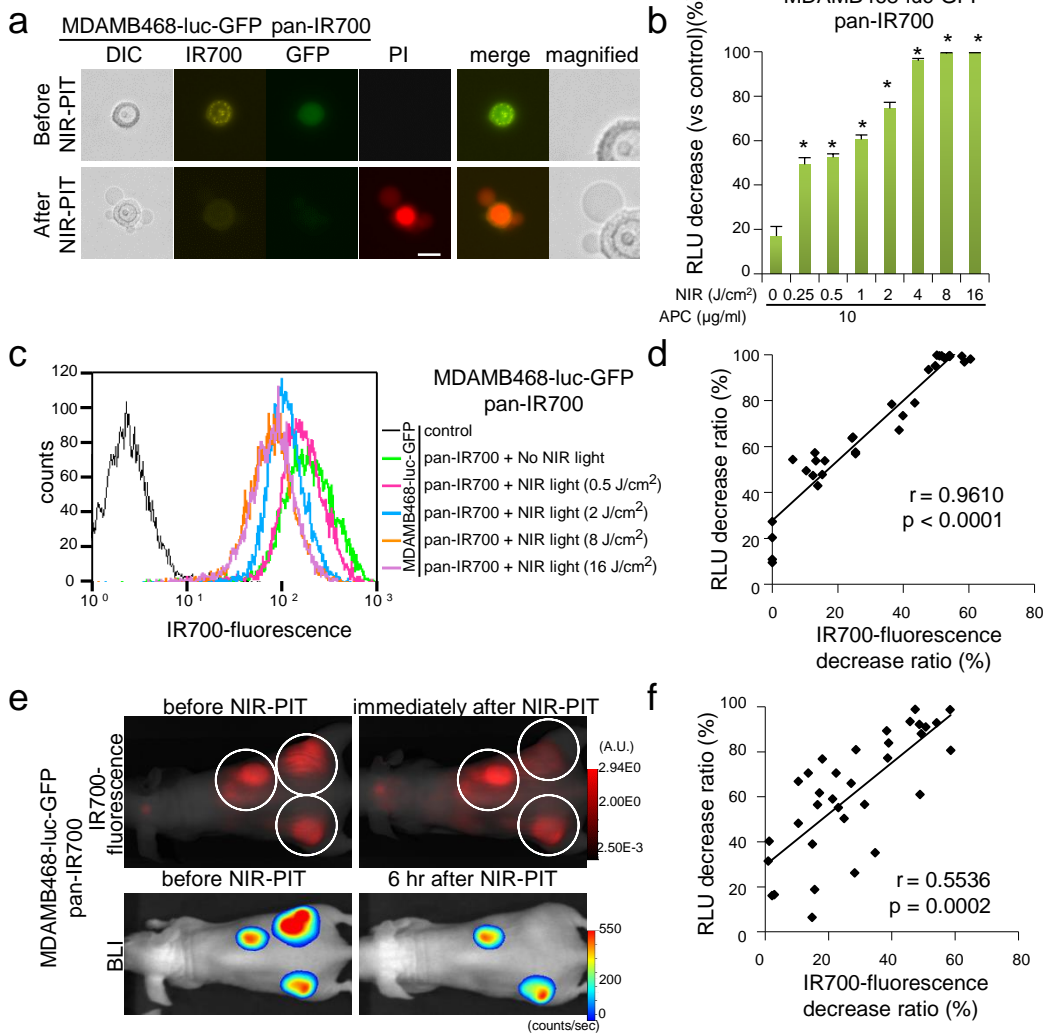 a
MDAMB468-luc-GFP pan-IR700
DIC IR700 GFP PI merge magnified
Before
NIR-PIT
After
NIR-PIT
b
pan-IR700
RLU decrease (vs control)(%
100
80
60
40
20
0
* * * * * * *
NIR (J/cm²) 0 0.25 0.5 1 2 4 8 16
APC (µg/ml) 10
c
MDAMB468-luc-GFP
pan-IR700
counts
120
100
80
60
40
20
0
10⁰ 10¹ 10² 10³
IR700-fluorescence
MDAMB468-luc-GFP
control
pan-IR700 + No NIR light
pan-IR700 + NIR light (0.5 J/cm²)
pan-IR700 + NIR light (2 J/cm²)
pan-IR700 + NIR light (8 J/cm²)
pan-IR700 + NIR light (16 J/cm²)
d
RLU decrease ratio (%)
100
80
60
40
20
0
r = 0.9610
p < 0.0001
0 20 40 60 80
IR700-fluorescence
decrease ratio (%)
e
MDAMB468-luc-GFP
pan-IR700
before NIR-PIT immediately after NIR-PIT
IR700-
fluorescence
(A.U.)
2.94E0
2.00E0
2.50E-3
before NIR-PIT 6 hr after NIR-PIT
BLI
550
200
0
(counts/sec)
f
RLU decrease ratio (%)
100
80
60
40
20
0
r = 0.5536
p = 0.0002
0 20 40 60 80
IR700-fluorescence
decrease ratio (%)